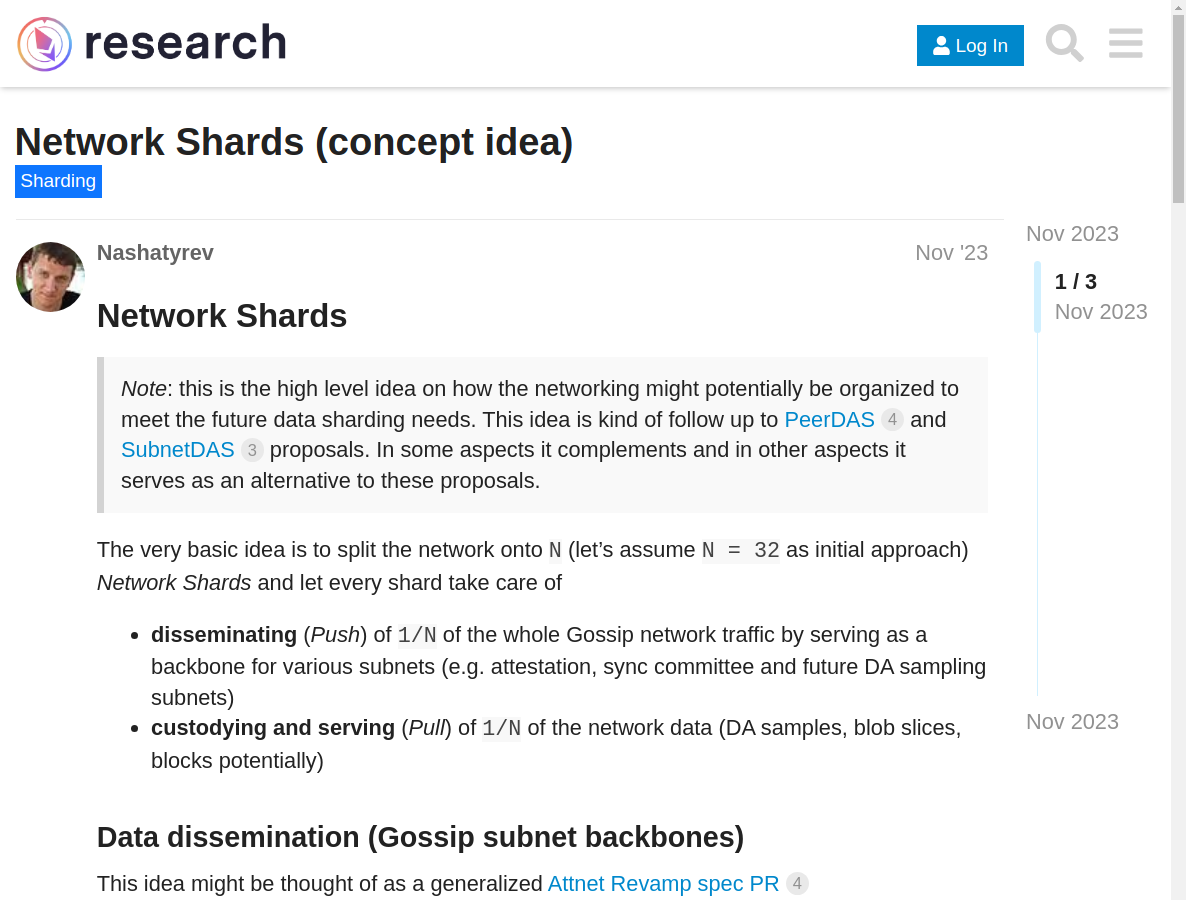 research
Log In
Network Shards (concept idea)
Sharding
Nov 2023
Nashatyrev
Nov '23
1 / 3
Nov 2023
Network Shards
Note: this is the high level idea on how the networking might potentially be organized to
meet the future data sharding needs. This idea is kind of follow up to PeerDAS 4 and
SubnetDAS 3 proposals. In some aspects it complements and in other aspects it
serves as an alternative to these proposals.
The very basic idea is to split the network onto N (let’s assume N = 32 as initial approach)
Network Shards and let every shard take care of
• disseminating (Push) of 1/N of the whole Gossip network traffic by serving as a
backbone for various subnets (e.g. attestation, sync committee and future DA sampling
subnets)
• custodying and serving (Pull) of 1/N of the network data (DA samples, blob slices,
blocks potentially)
Nov 2023
Data dissemination (Gossip subnet backbones)
This idea might be thought of as a generalized Attnet Revamp spec PR 4